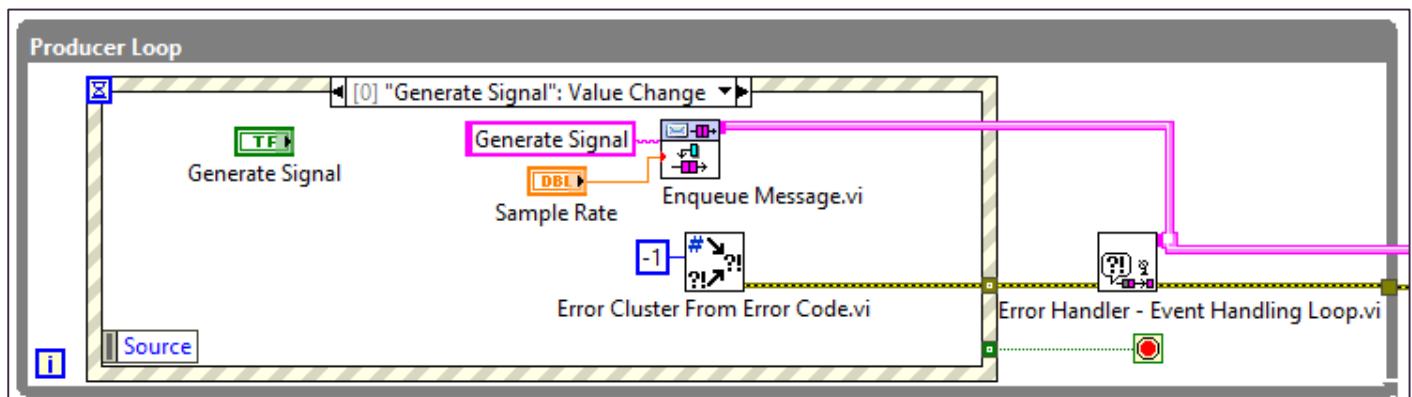 Producer Loop
[0] "Generate Signal": Value Change
TF
Generate Signal
Generate Signal
DBL
Sample Rate
Enqueue Message.vi
-1
#
?!
?!
Error Cluster From Error Code.vi
?!
Error Handler - Event Handling Loop.vi
Source
i